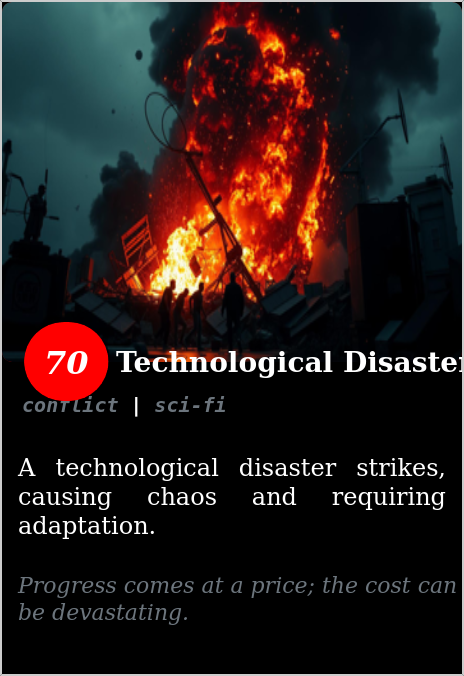 70 Technological Disaster
conflict | sci-fi
A technological disaster strikes,
causing chaos and requiring
adaptation.
Progress comes at a price; the cost can
be devastating.